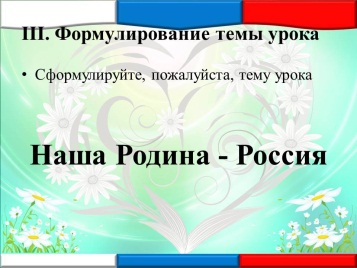 III. Формулирование темы урока
• Сформулируйте, пожалуйста, тему урока
Наша Родина - Россия